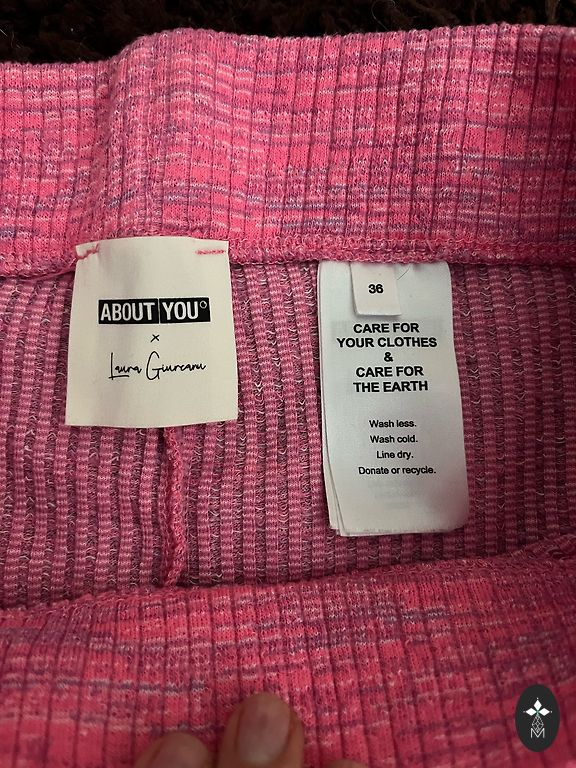 ABOUT YOU°
×
Laura Giurcanu
36
CARE FOR
YOUR CLOTHES
&
CARE FOR
THE EARTH
Wash less.
Wash cold.
Line dry.
Donate or recycle.
M